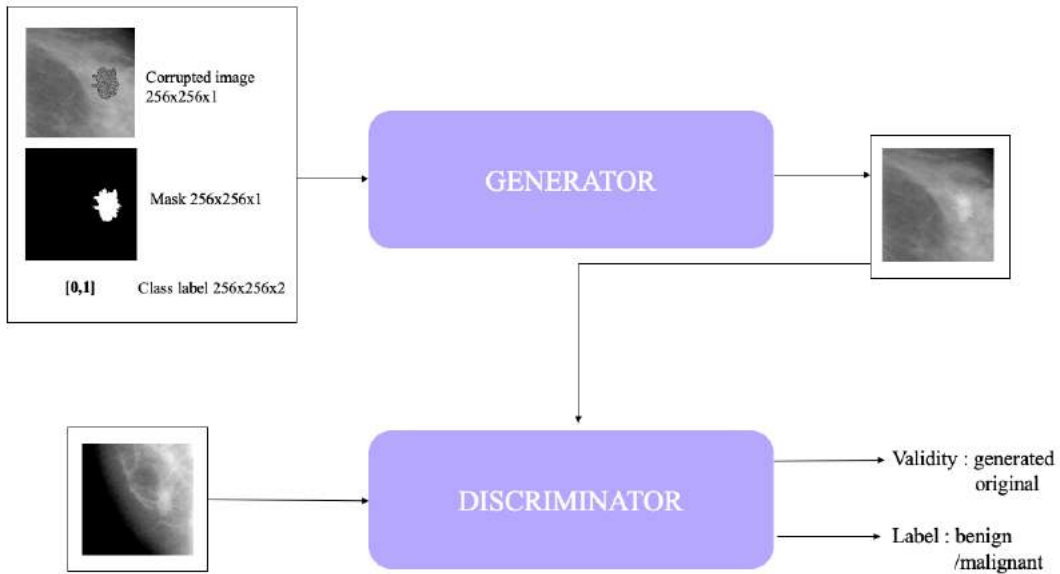 Corrupted image
256x256x1
Mask 256x256x1
[0,1] Class label 256x256x2
GENERATOR
DISCRIMINATOR
Validity : generated
original
Label : benign
/malignant